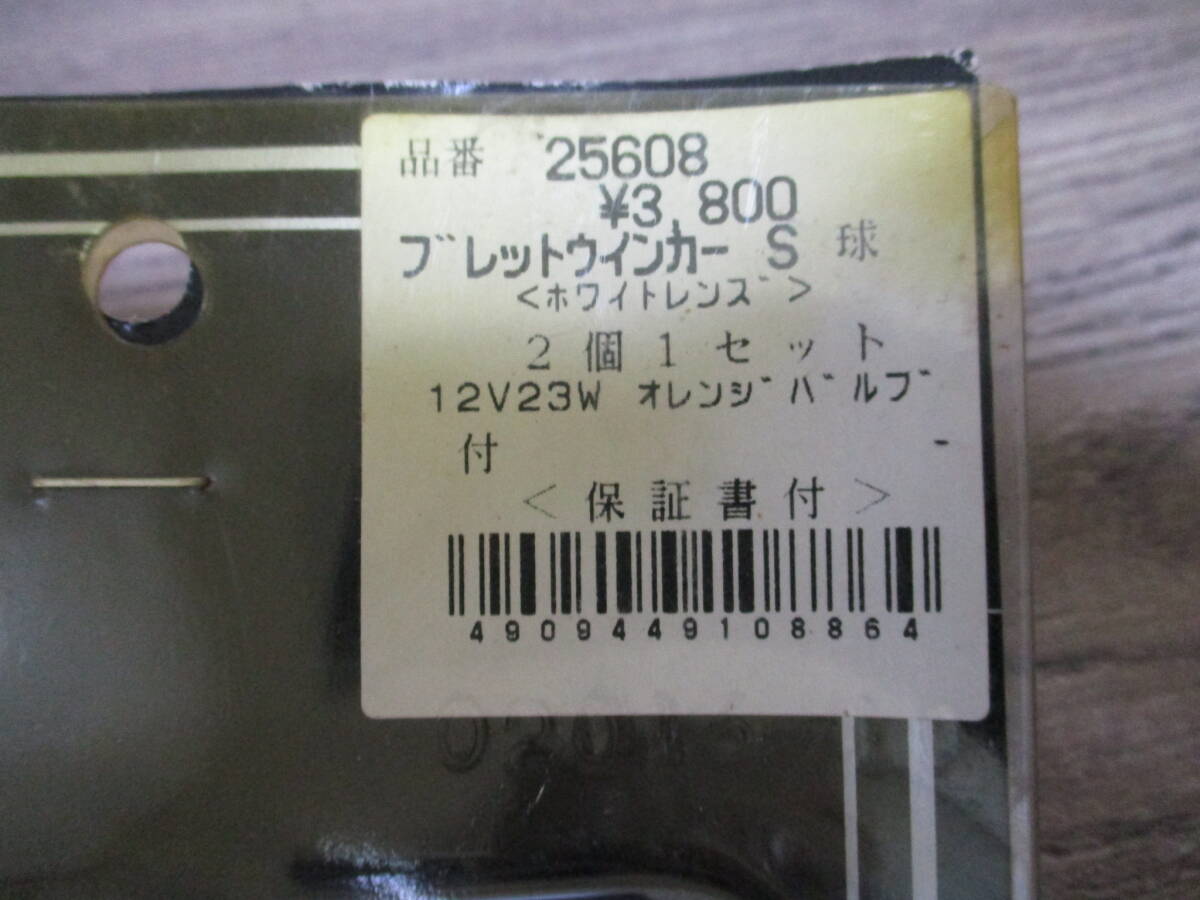 品番 25608
¥3,800
ブレットウインカー S 球
<ホワイトレンズ>
2個1セット
12V23W オレンジバルブ
付
<保証書付>
4909449108864